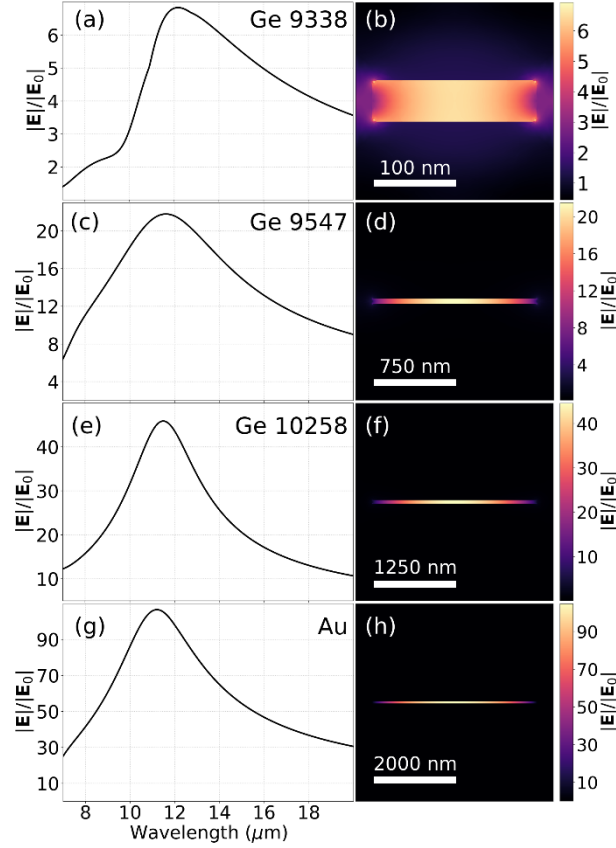 (a) Ge 9338
|E|/|E₀|
6
5
4
3
2
(b)
100 nm
6
5
4
3
2
1
|E|/|E₀|
(c) Ge 9547
|E|/|E₀|
20
16
12
8
4
(d)
750 nm
20
16
12
8
4
|E|/|E₀|
(e) Ge 10258
|E|/|E₀|
40
30
20
10
(f)
1250 nm
40
30
20
10
|E|/|E₀|
(g) Au
|E|/|E₀|
90
70
50
30
10
8 10 12 14 16 18
Wavelength (μm)
(h)
2000 nm
90
70
50
30
10
|E|/|E₀|